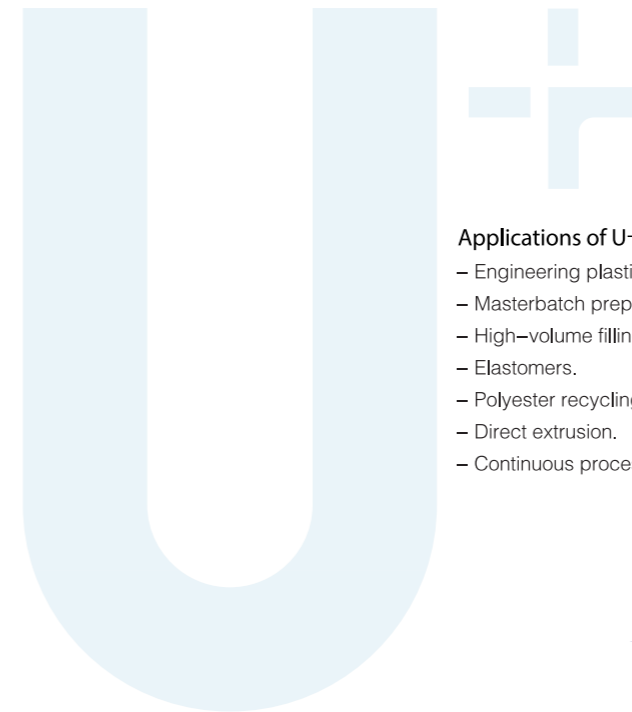 U+
Applications of U+
– Engineering plasti
– Masterbatch prep
– High–volume fillin
– Elastomers.
– Polyester recycling
– Direct extrusion.
– Continuous proce